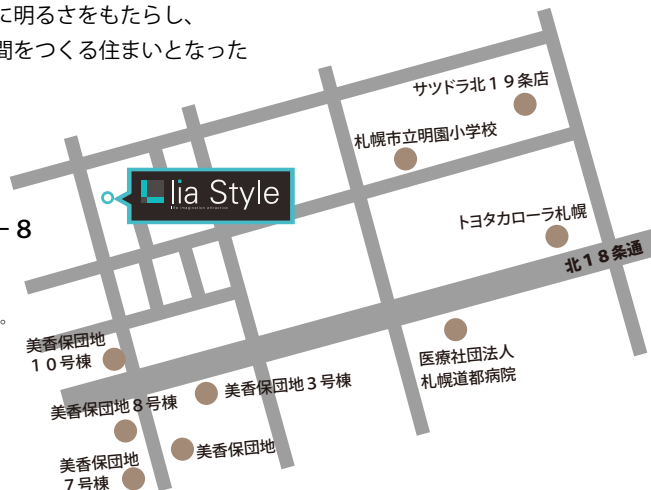 に明るさをもたらし、
間をつくる住まいとなった
サツドラ北１９条店
札幌市立明園小学校
lia Style
トヨタカローラ札幌
－８
北１８条通
。
美香保団地
１０号棟
医療社団法人
札幌道都病院
美香保団地３号棟
美香保団地８号棟
美香保団地
美香保団地
７号棟